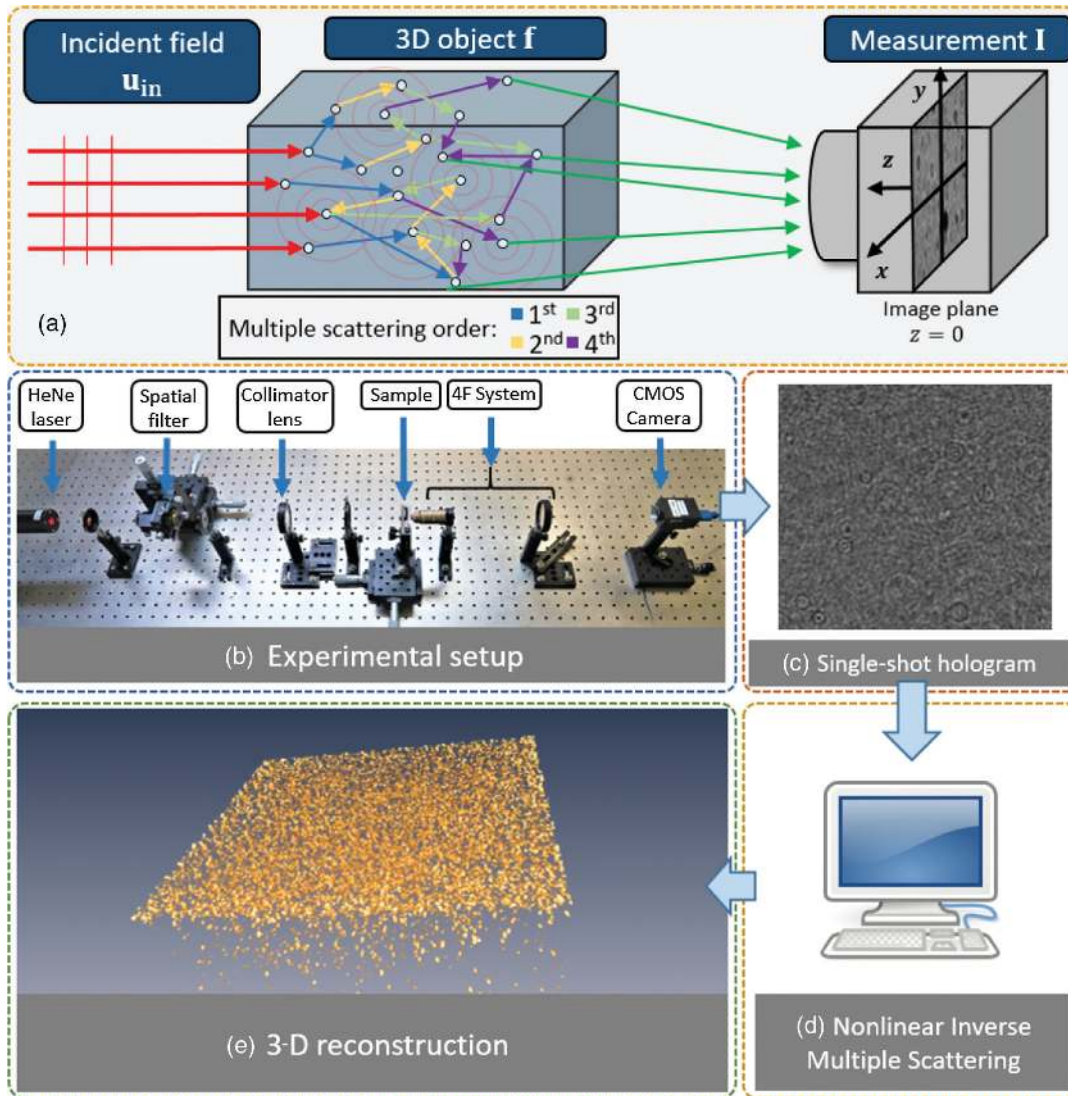 Incident field
u_in
3D object f
Measurement I
y
z
x
Image plane
z = 0
(a)
Multiple scattering order:
1st
3rd
2nd
4th
HeNe
laser
Spatial
filter
Collimator
lens
Sample
4F System
CMOS
Camera
(b) Experimental setup
(c) Single-shot hologram
(d) Nonlinear Inverse
Multiple Scattering
(e) 3-D reconstruction